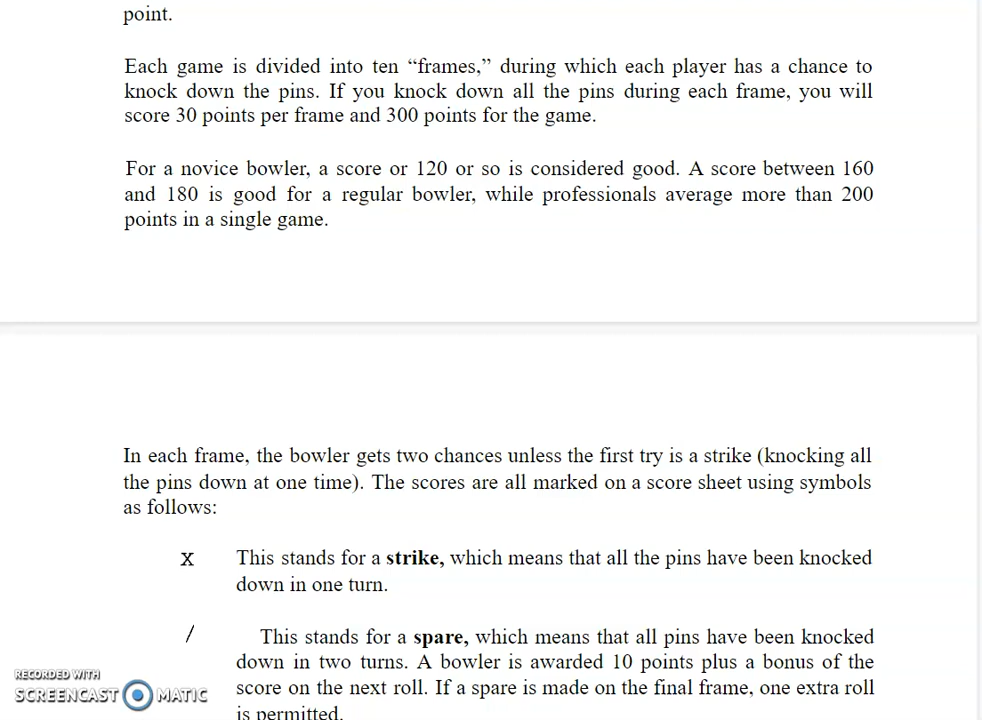 point.
Each game is divided into ten “frames,” during which each player has a chance to
knock down the pins. If you knock down all the pins during each frame, you will
score 30 points per frame and 300 points for the game.
For a novice bowler, a score or 120 or so is considered good. A score between 160
and 180 is good for a regular bowler, while professionals average more than 200
points in a single game.
In each frame, the bowler gets two chances unless the first try is a strike (knocking all
the pins down at one time). The scores are all marked on a score sheet using symbols
as follows:
X This stands for a strike, which means that all the pins have been knocked
down in one turn.
/ This stands for a spare, which means that all pins have been knocked
down in two turns. A bowler is awarded 10 points plus a bonus of the
score on the next roll. If a spare is made on the final frame, one extra roll
is permitted.
RECORDED WITH
SCREENCAST MATIC